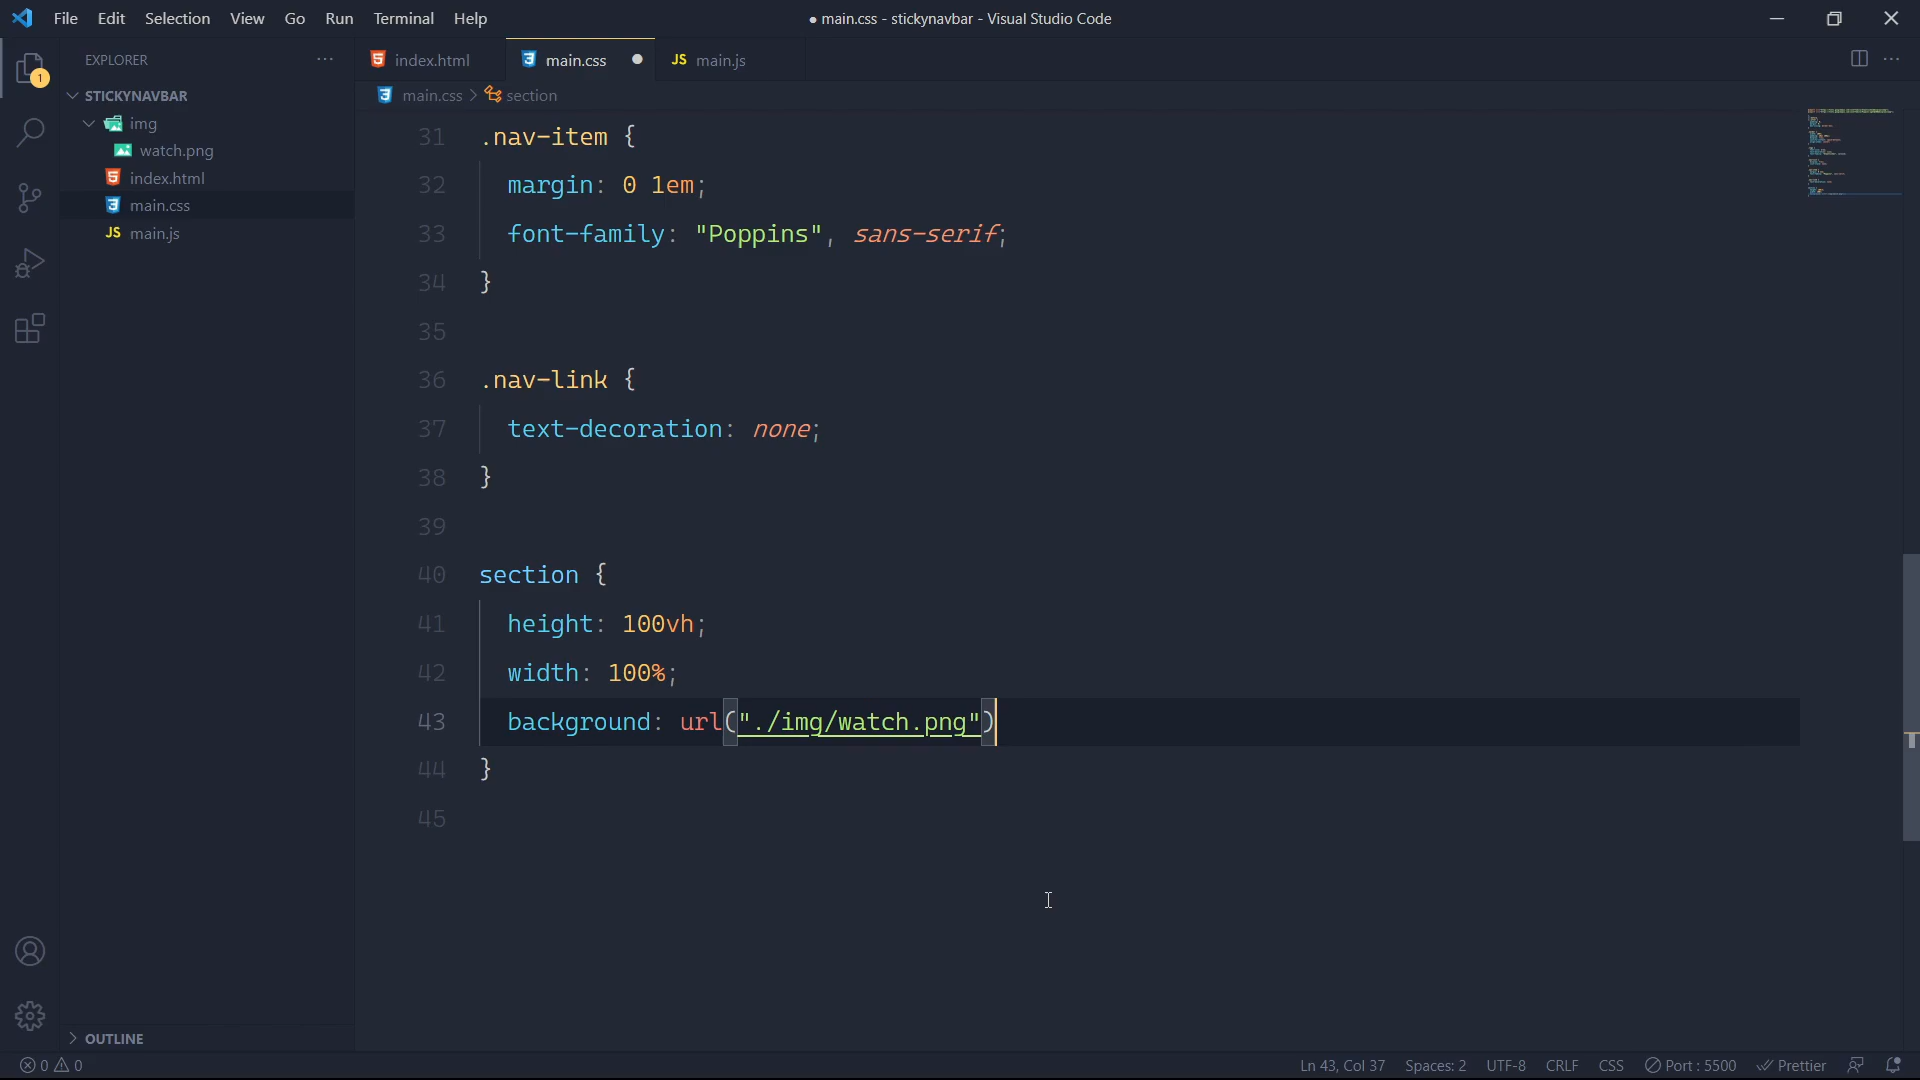 File Edit Selection View Go Run Terminal Help
● main.css - stickynavbar - Visual Studio Code
1
EXPLORER
STICKYNAVBAR
img
watch.png
index.html
main.css
JS main.js
OUTLINE
index.html
main.css
JS main.js
main.css > section
31 .nav-item {
32 margin: 0 1em;
33 font-family: "Poppins", sans-serif;
34 }
35
36 .nav-link {
37 text-decoration: none;
38 }
39
40 section {
41 height: 100vh;
42 width: 100%;
43 background: url("./img/watch.png")
44 }
45
0 0
Ln 43, Col 37 Spaces: 2 UTF-8 CRLF CSS Port : 5500 Prettier